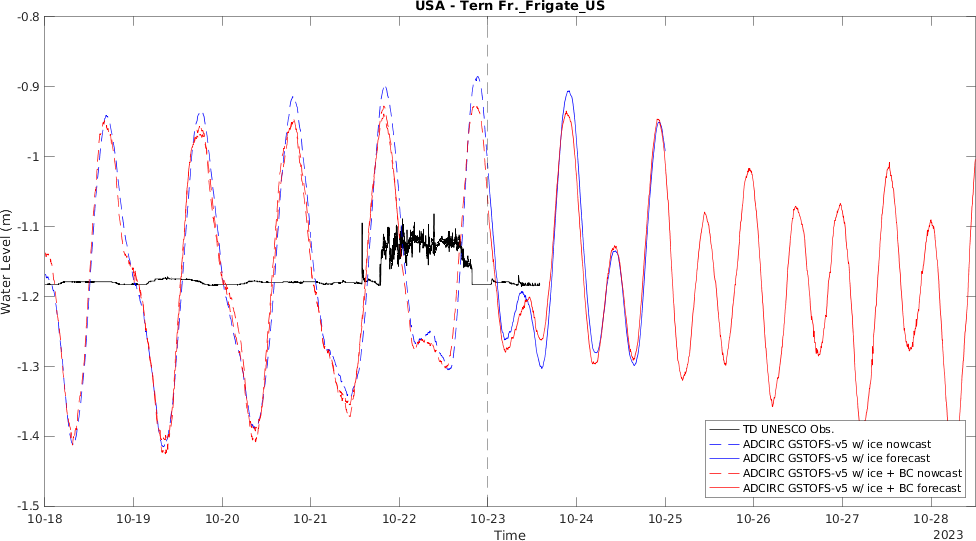 USA - Tern Fr._Frigate_US
-0.8
-0.9
-1
-1.1
-1.2
-1.3
-1.4
-1.5
Water Level (m)
TD UNESCO Obs.
ADCIRC GSTOFS-v5 w/ ice nowcast
ADCIRC GSTOFS-v5 w/ ice forecast
ADCIRC GSTOFS-v5 w/ ice + BC nowcast
ADCIRC GSTOFS-v5 w/ ice + BC forecast
10-18 10-19 10-20 10-21 10-22 10-23 10-24 10-25 10-26 10-27 10-28
Time
2023